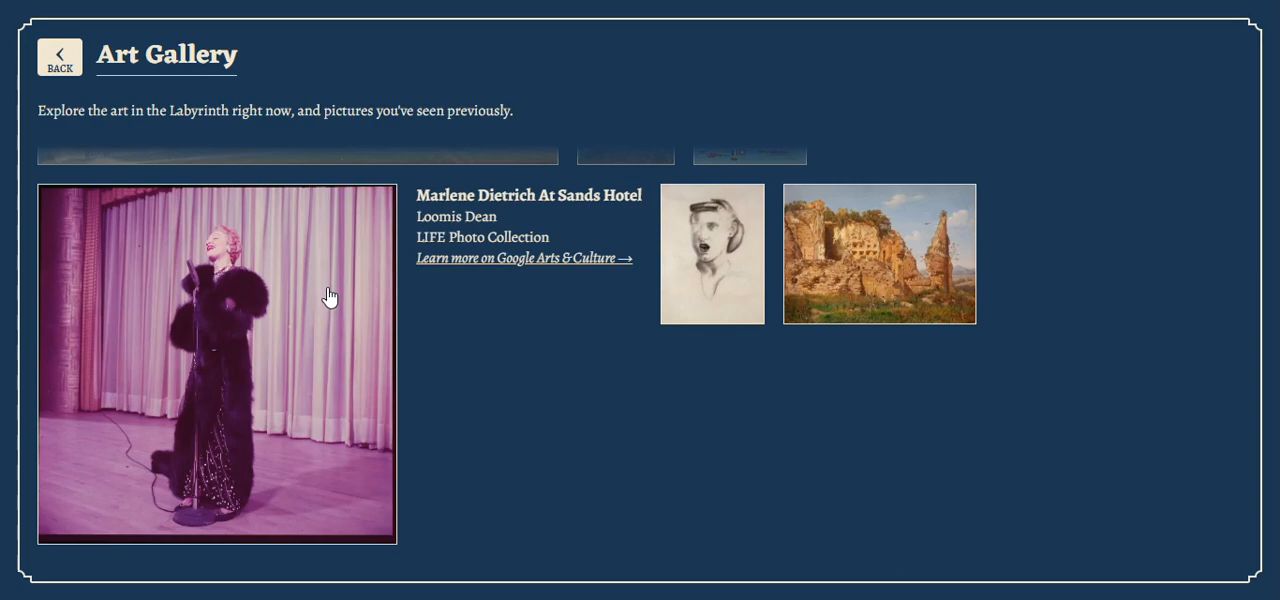 BACK
Art Gallery
Explore the art in the Labyrinth right now, and pictures you've seen previously.
Marlene Dietrich At Sands Hotel
Loomis Dean
LIFE Photo Collection
Learn more on Google Arts & Culture →